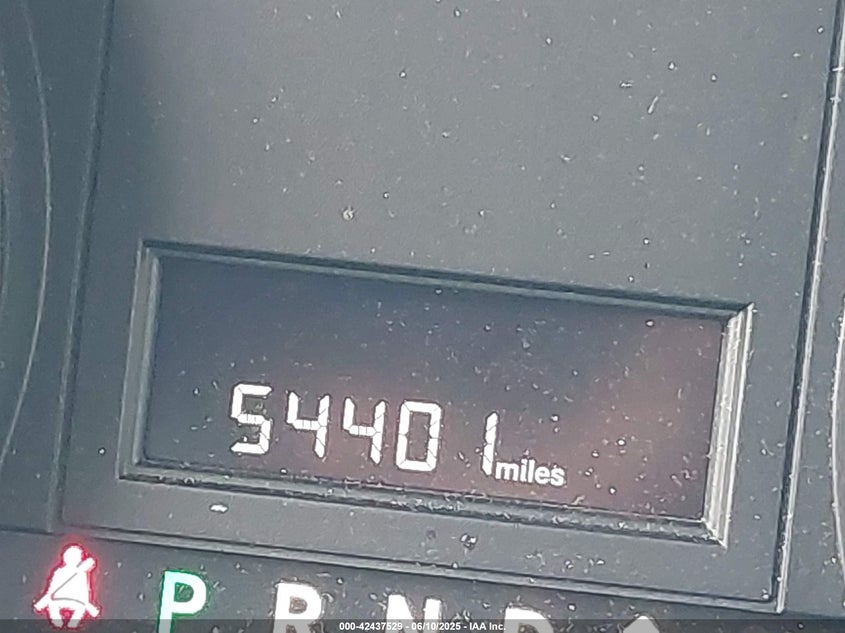 54401 miles
P R N D
000-42437529 - 06/10/2025 - IAA Inc.